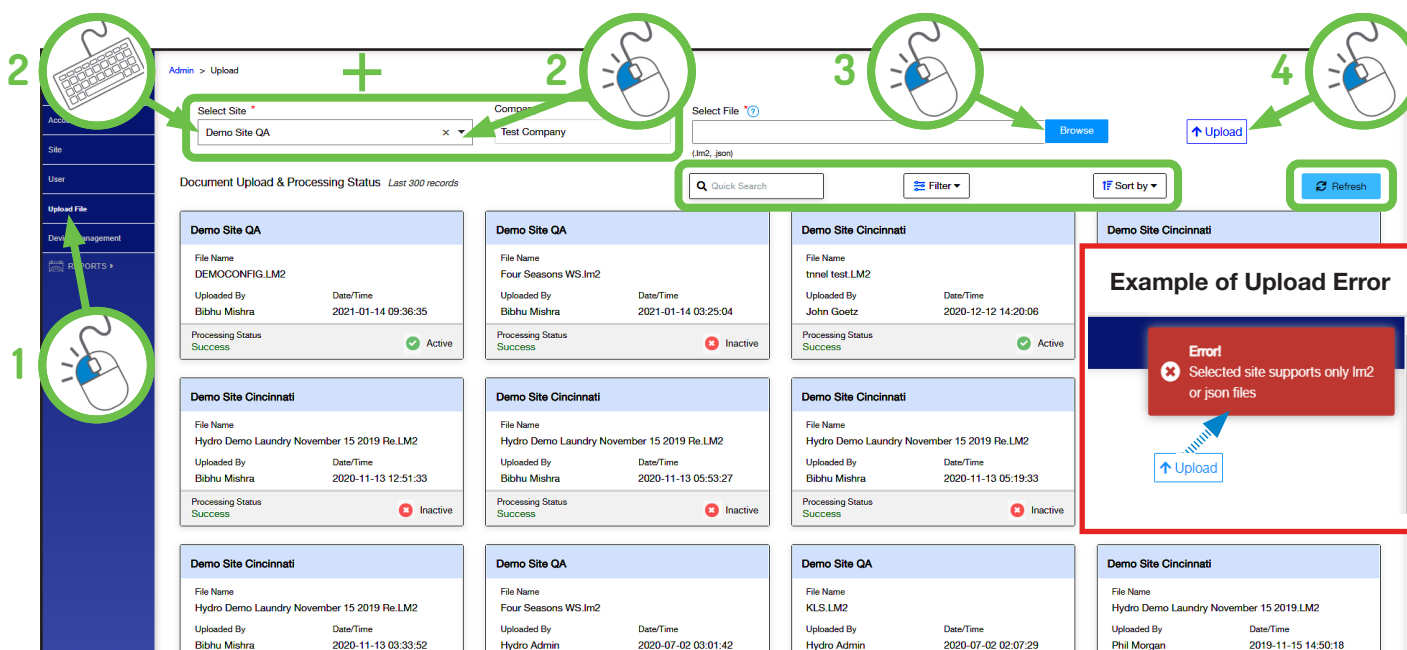 2
+
2
3
4
Admin > Upload
Select Site *
Demo Site QA
×
Test Company
Select File *?
Browse
(.lm2, .json)
Upload
Site
User
Upload File
REPORTS
1
Document Upload & Processing Status Last 300 records
Quick Search
Filter
Sort by
Refresh
Demo Site QA
File Name
DEMOCONFIG.LM2
Uploaded By Date/Time
Bibhu Mishra 2021-01-14 09:36:35
Processing Status
Success
Active
Demo Site QA
File Name
Four Seasons WS.lm2
Uploaded By Date/Time
Bibhu Mishra 2021-01-14 03:25:04
Processing Status
Success
Inactive
Demo Site Cincinnati
File Name
tnnel test.LM2
Uploaded By Date/Time
John Goetz 2020-12-12 14:20:06
Processing Status
Success
Active
Demo Site Cincinnati
Example of Upload Error
Error!
Selected site supports only lm2
or json files
Upload
Demo Site Cincinnati
File Name
Hydro Demo Laundry November 15 2019 Re.LM2
Uploaded By Date/Time
Bibhu Mishra 2020-11-13 12:51:33
Processing Status
Success
Inactive
Demo Site Cincinnati
File Name
Hydro Demo Laundry November 15 2019 Re.LM2
Uploaded By Date/Time
Bibhu Mishra 2020-11-13 05:53:27
Processing Status
Success
Inactive
Demo Site Cincinnati
File Name
Hydro Demo Laundry November 15 2019 Re.LM2
Uploaded By Date/Time
Bibhu Mishra 2020-11-13 05:19:33
Processing Status
Success
Inactive
Demo Site Cincinnati
File Name
Hydro Demo Laundry November 15 2019 Re.LM2
Uploaded By Date/Time
Bibhu Mishra 2020-11-13 03:33:52
Demo Site QA
File Name
Four Seasons WS.lm2
Uploaded By Date/Time
Hydro Admin 2020-07-02 03:01:42
Demo Site QA
File Name
KLS.LM2
Uploaded By Date/Time
Hydro Admin 2020-07-02 02:07:29
Demo Site Cincinnati
File Name
Hydro Demo Laundry November 15 2019.LM2
Uploaded By Date/Time
Phil Morgan 2019-11-15 14:50:18